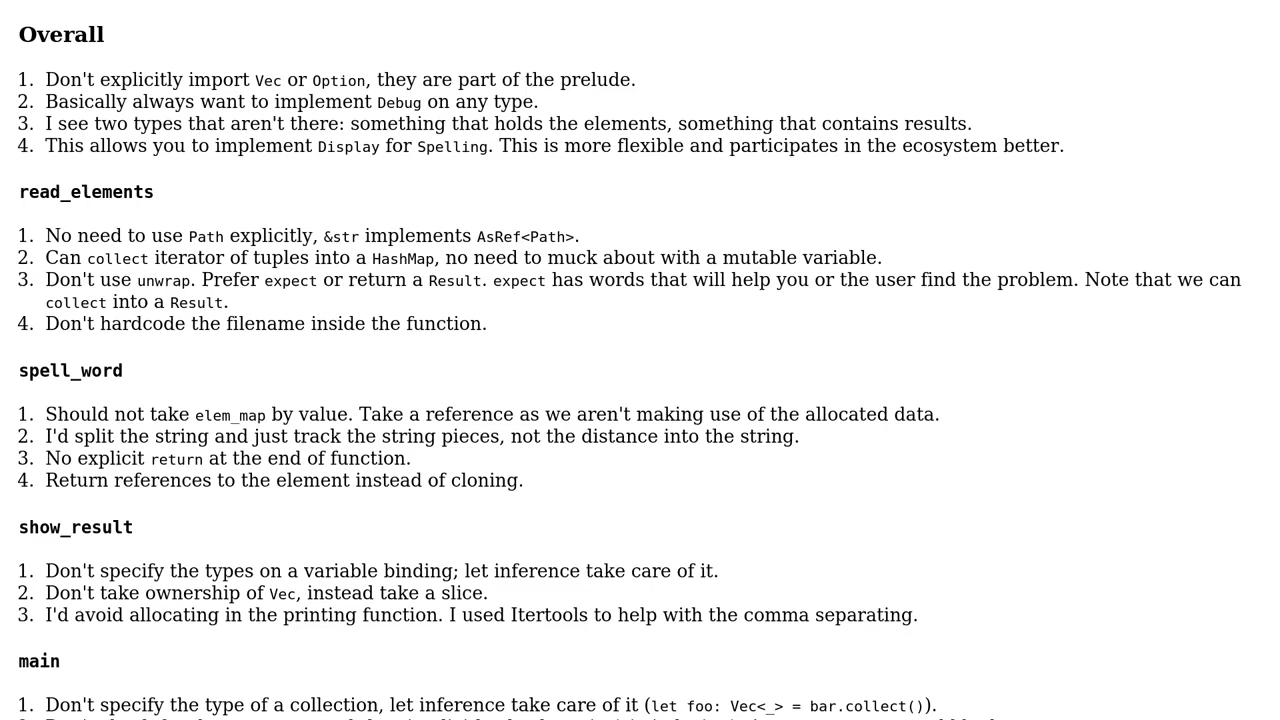 Overall
1. Don't explicitly import Vec or Option, they are part of the prelude.
2. Basically always want to implement Debug on any type.
3. I see two types that aren't there: something that holds the elements, something that contains results.
4. This allows you to implement Display for Spelling. This is more flexible and participates in the ecosystem better.
read_elements
1. No need to use Path explicitly, &str implements AsRef<Path>.
2. Can collect iterator of tuples into a HashMap, no need to muck about with a mutable variable.
3. Don't use unwrap. Prefer expect or return a Result. expect has words that will help you or the user find the problem. Note that we can
collect into a Result.
4. Don't hardcode the filename inside the function.
spell_word
1. Should not take elem_map by value. Take a reference as we aren't making use of the allocated data.
2. I'd split the string and just track the string pieces, not the distance into the string.
3. No explicit return at the end of function.
4. Return references to the element instead of cloning.
show_result
1. Don't specify the types on a variable binding; let inference take care of it.
2. Don't take ownership of Vec, instead take a slice.
3. I'd avoid allocating in the printing function. I used Itertools to help with the comma separating.
main
1. Don't specify the type of a collection, let inference take care of it (let foo: Vec<_> = bar.collect()).